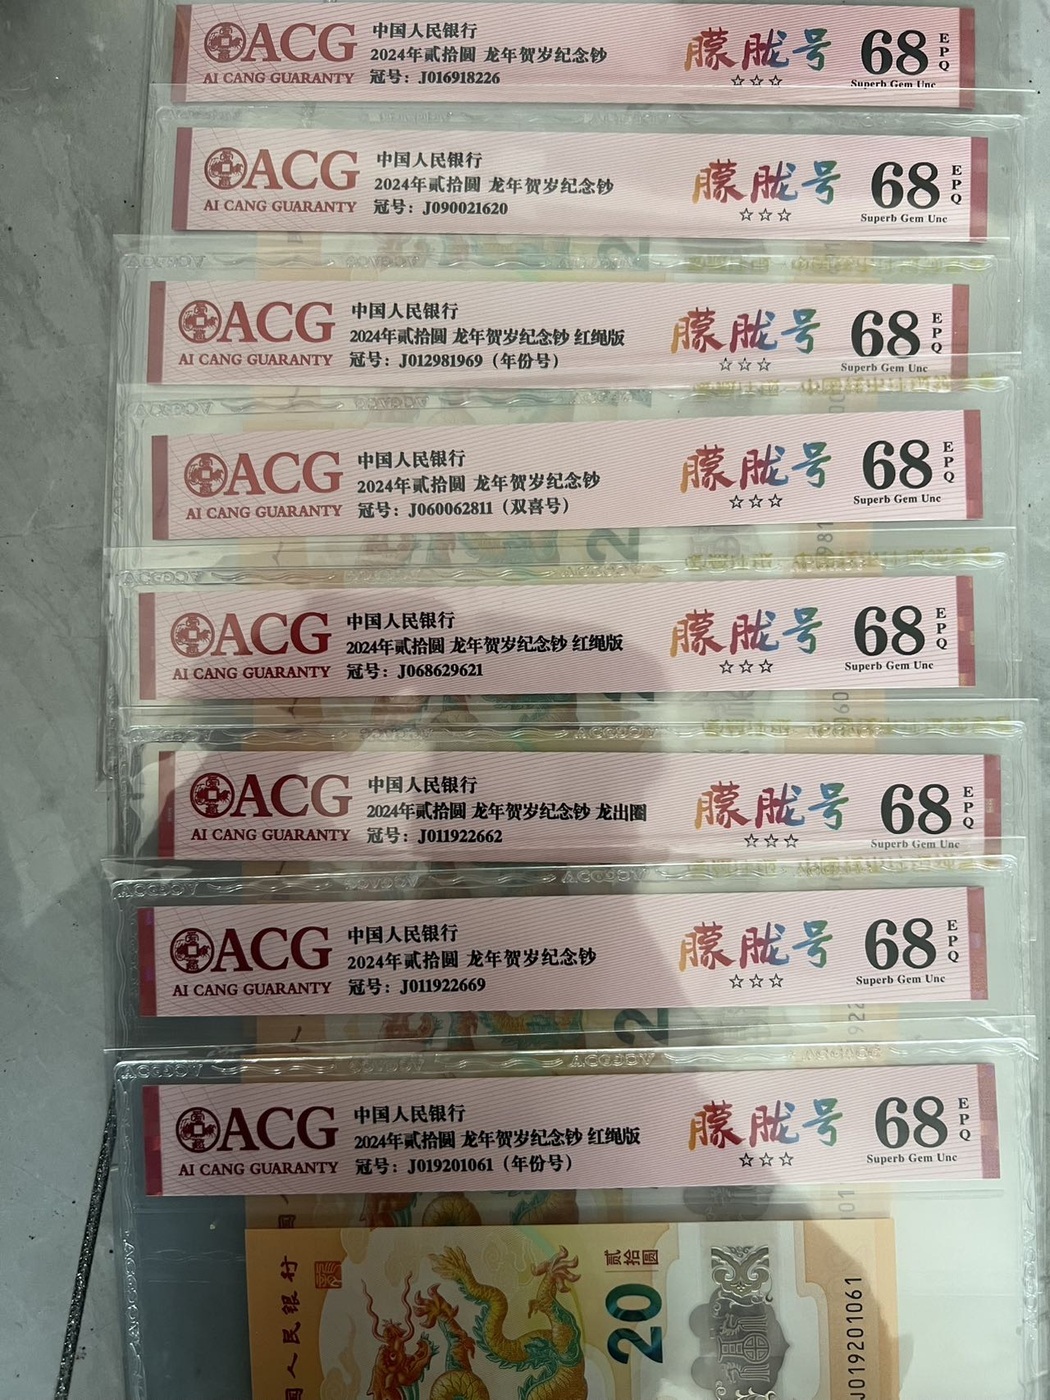 ACG
AI CANG GUARANTY
中国人民银行
2024年贰拾圆 龙年贺岁纪念钞
冠号：J016918226
朦胧号
☆☆☆
68
EPQ
Superb Gem Unc
ACG
AI CANG GUARANTY
中国人民银行
2024年贰拾圆 龙年贺岁纪念钞
冠号：J090021620
朦胧号
☆☆☆
68
EPQ
Superb Gem Unc
ACG
AI CANG GUARANTY
中国人民银行
2024年贰拾圆 龙年贺岁纪念钞 红绳版
冠号：J012981969（年份号）
朦胧号
☆☆☆
68
EPQ
Superb Gem Unc
ACG
AI CANG GUARANTY
中国人民银行
2024年贰拾圆 龙年贺岁纪念钞
冠号：J060062811（双喜号）
朦胧号
☆☆☆
68
EPQ
Superb Gem Unc
ACG
AI CANG GUARANTY
中国人民银行
2024年贰拾圆 龙年贺岁纪念钞 红绳版
冠号：J068629621
朦胧号
☆☆☆
68
EPQ
Superb Gem Unc
ACG
AI CANG GUARANTY
中国人民银行
2024年贰拾圆 龙年贺岁纪念钞 龙出圈
冠号：J011922662
朦胧号
☆☆☆
68
EPQ
Superb Gem Unc
ACG
AI CANG GUARANTY
中国人民银行
2024年贰拾圆 龙年贺岁纪念钞
冠号：J011922669
朦胧号
☆☆☆
68
EPQ
Superb Gem Unc
ACG
AI CANG GUARANTY
中国人民银行
2024年贰拾圆 龙年贺岁纪念钞 红绳版
冠号：J019201061（年份号）
朦胧号
☆☆☆
68
EPQ
Superb Gem Unc
国人民银行
贰拾圆
20
J019201061